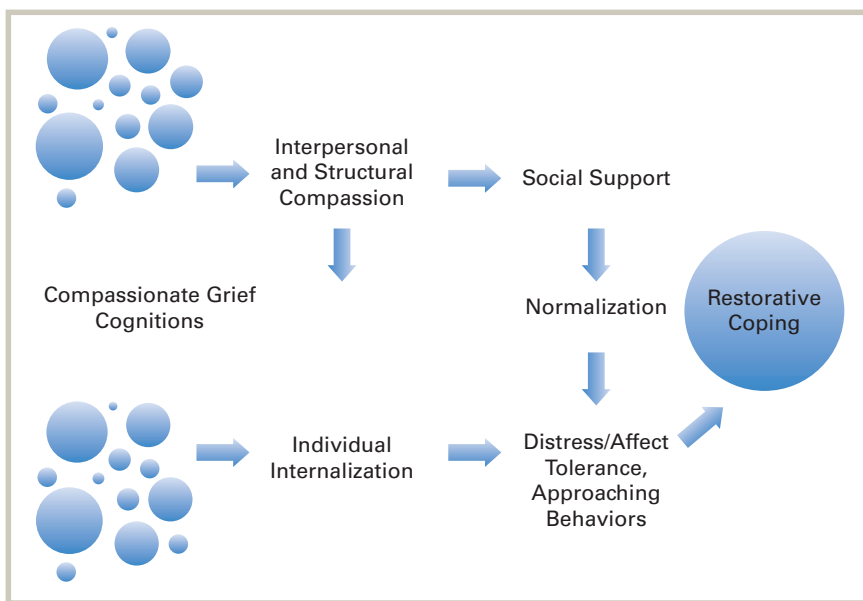 Interpersonal
and Structural
Compassion
Social Support
Compassionate Grief
Cognitions
Normalization
Restorative
Coping
Individual
Internalization
Distress/Affect
Tolerance,
Approaching
Behaviors